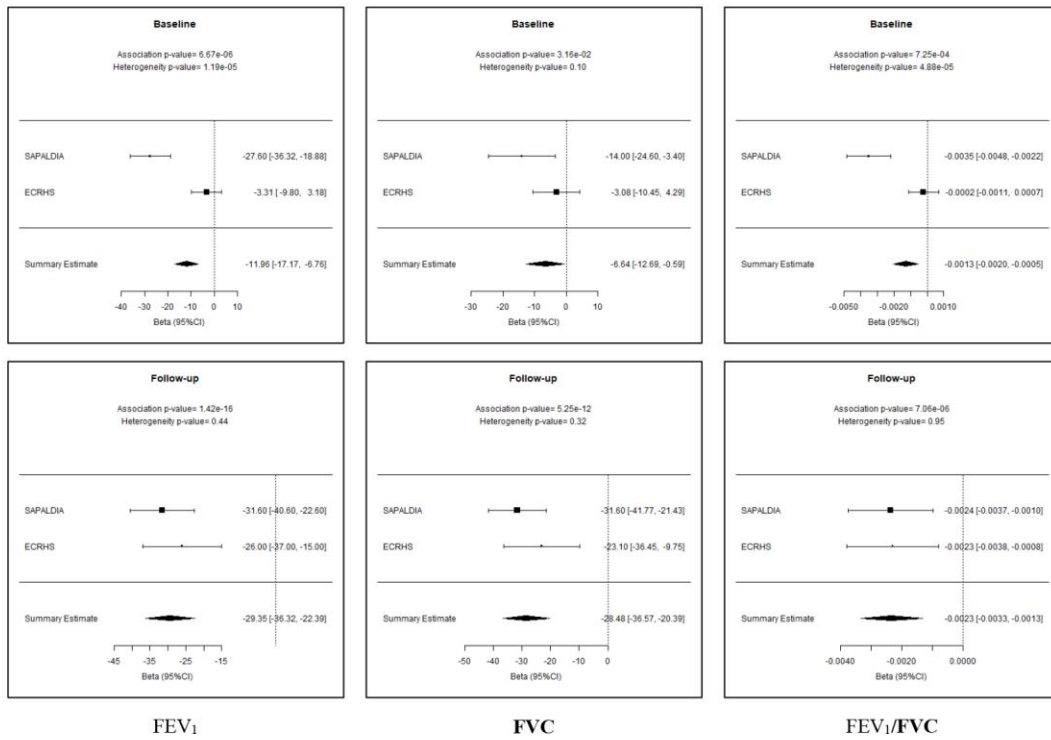 Baseline
Association p-value= 6.67e-06
Heterogeneity p-value= 1.19e-05
SAPALDIA
-27.60 [-36.32, -18.88]
ECRHS
-3.31 [ -9.80, 3.18]
Summary Estimate
-11.96 [-17.17, -6.76]
-40 -30 -20 -10 0 10
Beta (95%CI)
Baseline
Association p-value= 3.16e-02
Heterogeneity p-value= 0.10
SAPALDIA
-14.00 [-24.60, -3.40]
ECRHS
-3.08 [-10.45, 4.29]
Summary Estimate
-6.64 [-12.69, -0.59]
-30 -20 -10 0 10
Beta (95%CI)
Baseline
Association p-value= 7.25e-04
Heterogeneity p-value= 4.88e-05
SAPALDIA
-0.0035 [-0.0048, -0.0022]
ECRHS
-0.0002 [-0.0011, 0.0007]
Summary Estimate
-0.0013 [-0.0020, -0.0005]
-0.0050 -0.0020 0.0010
Beta (95%CI)
Follow-up
Association p-value= 1.42e-16
Heterogeneity p-value= 0.44
SAPALDIA
-31.60 [-40.60, -22.60]
ECRHS
-26.00 [-37.00, -15.00]
Summary Estimate
-29.35 [-36.32, -22.39]
-45 -35 -25 -15
Beta (95%CI)
Follow-up
Association p-value= 5.25e-12
Heterogeneity p-value= 0.32
SAPALDIA
-31.60 [-41.77, -21.43]
ECRHS
-23.10 [-36.45, -9.75]
Summary Estimate
-28.48 [-36.57, -20.39]
-50 -40 -30 -20 -10 0
Beta (95%CI)
Follow-up
Association p-value= 7.06e-06
Heterogeneity p-value= 0.95
SAPALDIA
-0.0024 [-0.0037, -0.0010]
ECRHS
-0.0023 [-0.0038, -0.0008]
Summary Estimate
-0.0023 [-0.0033, -0.0013]
-0.0040 -0.0020 0.0000
Beta (95%CI)
FEV₁
FVC
FEV₁/FVC